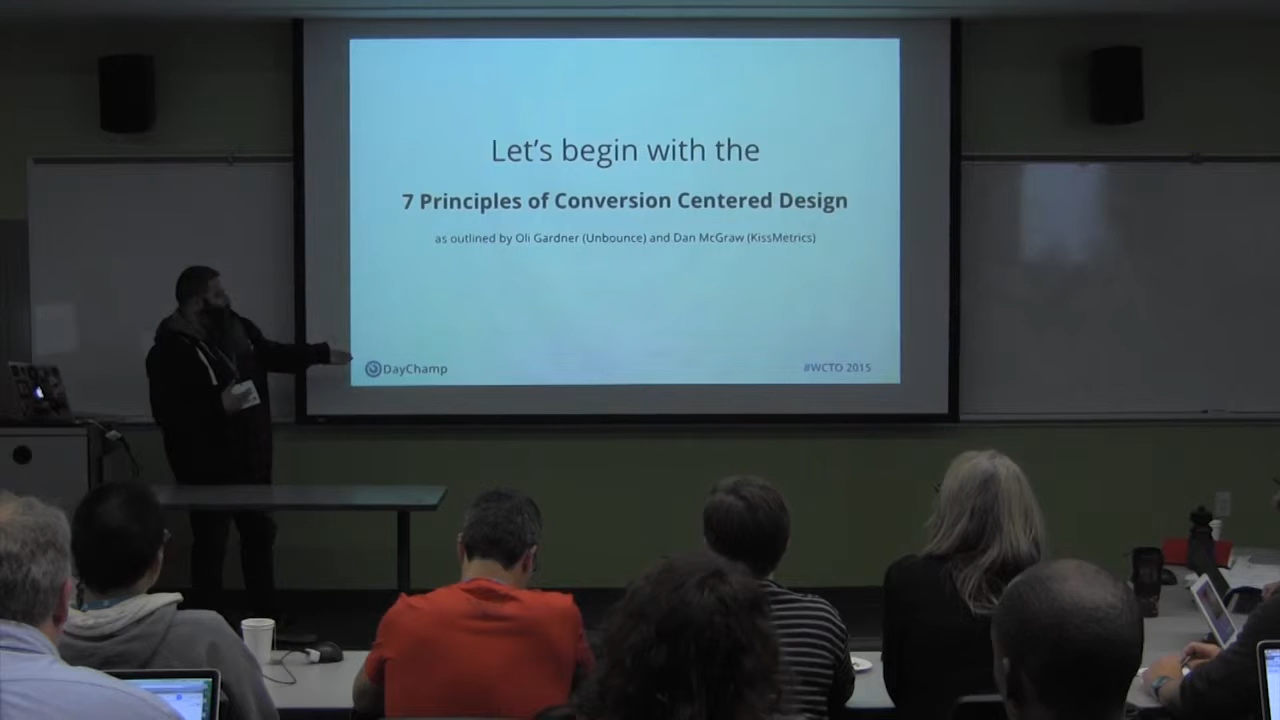 Let's begin with the
7 Principles of Conversion Centered Design
as outlined by Oli Gardner (Unbounce) and Dan McGraw (KissMetrics)
DayChamp
#WCTO 2015